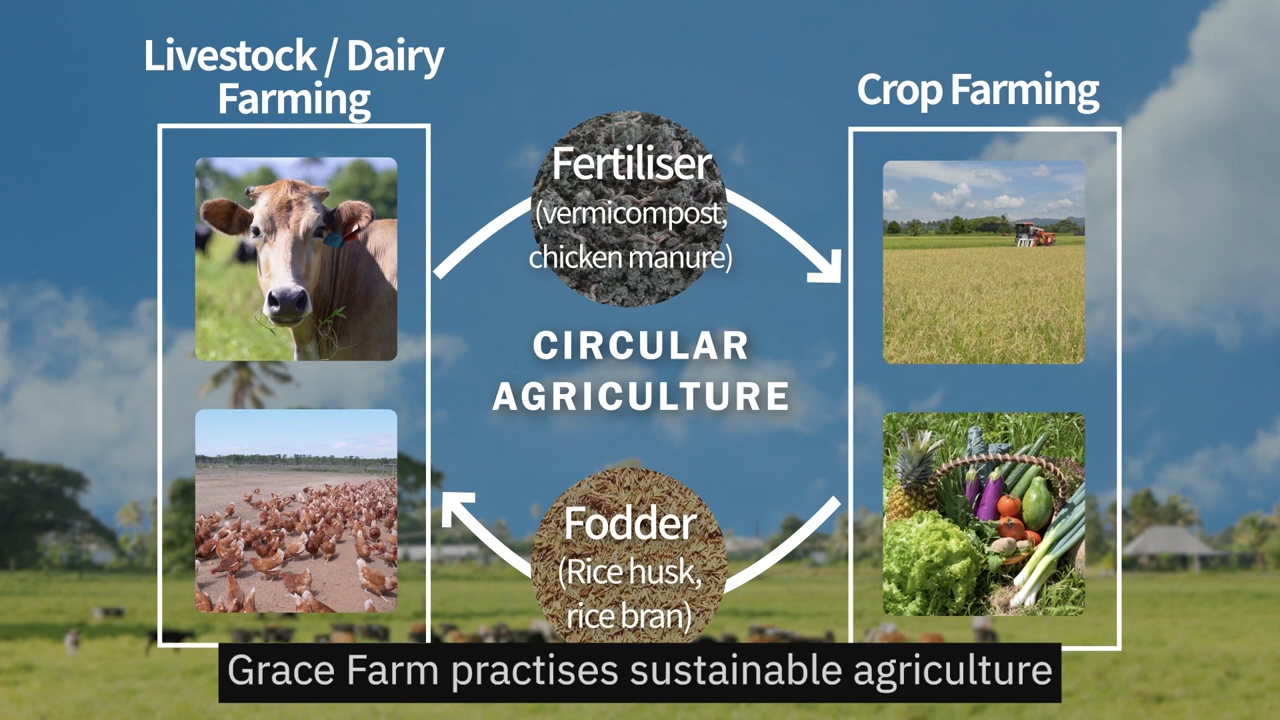 Livestock / Dairy
Farming
Crop Farming
Fertiliser
(vermicompost,
chicken manure)
CIRCULAR
AGRICULTURE
Fodder
(Rice husk,
rice bran)
Grace Farm practises sustainable agriculture